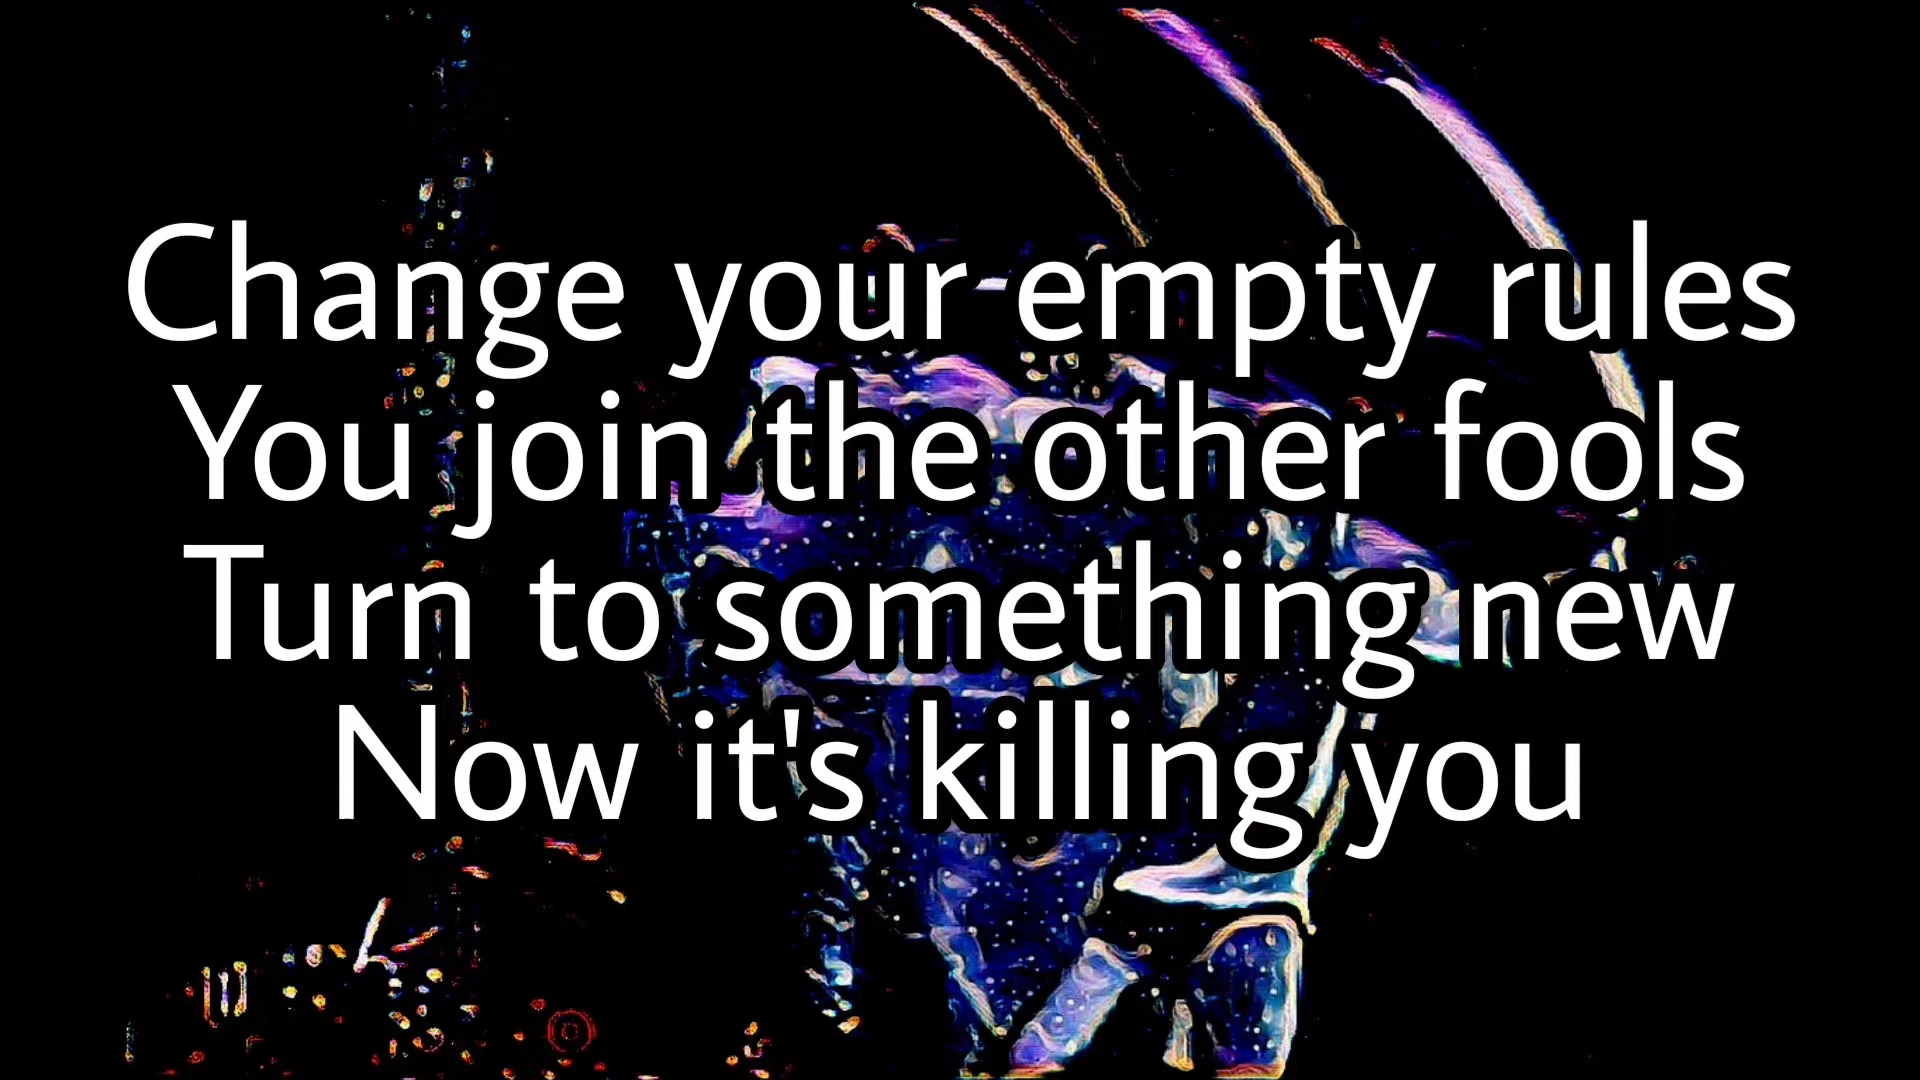 Change your empty rules
You join the other fools
Turn to something new
Now it's killing you